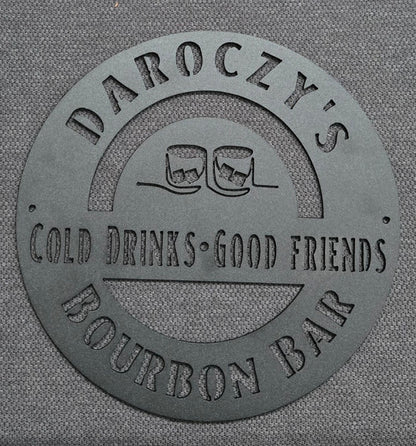 DAROCZY'S
COLD DRINKS • GOOD FRIENDS
BOURBON BAR